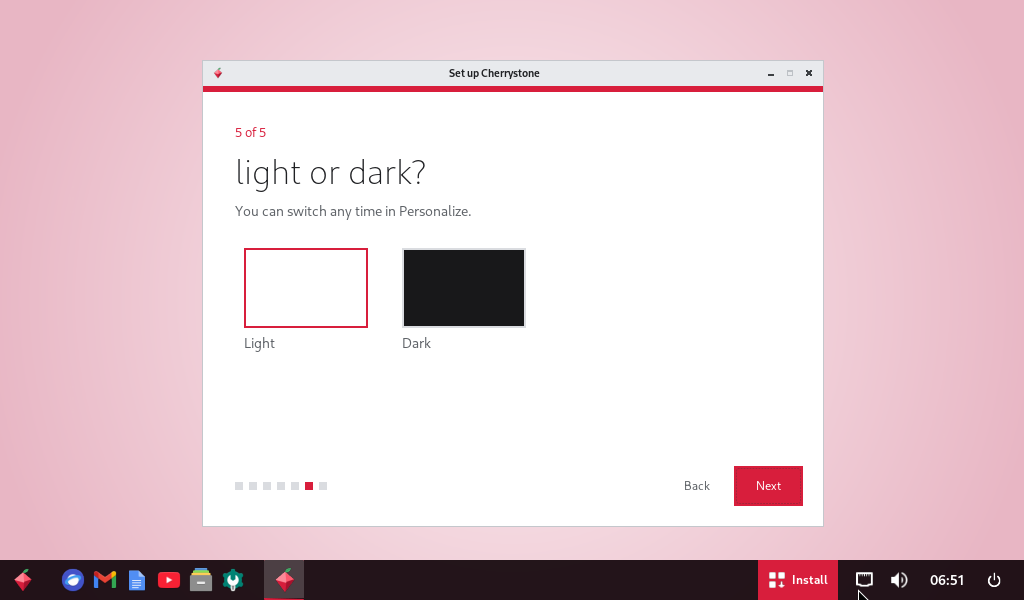 Set up Cherrystone
5 of 5
light or dark?
You can switch any time in Personalize.
Light
Dark
Back
Next
Install
06:51